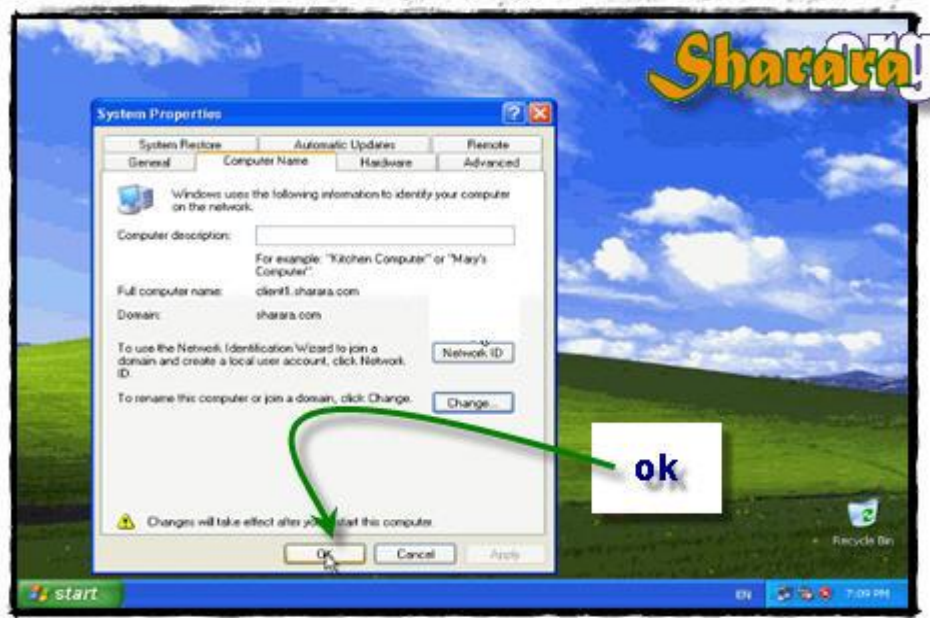 Sharara
org
System Properties
System Restore Automatic Updates Remote
General Computer Name Hardware Advanced
Windows uses the following information to identify your computer
on the network.
Computer description:
For example: "Kitchen Computer" or "Mary's
Computer".
Full computer name: client1.sharara.com
Domain: sharara.com
To use the Network Identification Wizard to join a
domain and create a local user account, click Network
ID.
Network ID
To rename this computer or join a domain, click Change.
Change...
ok
Changes will take effect after you restart this computer.
OK Cancel Apply
Recycle Bin
start EN 7:09 PM